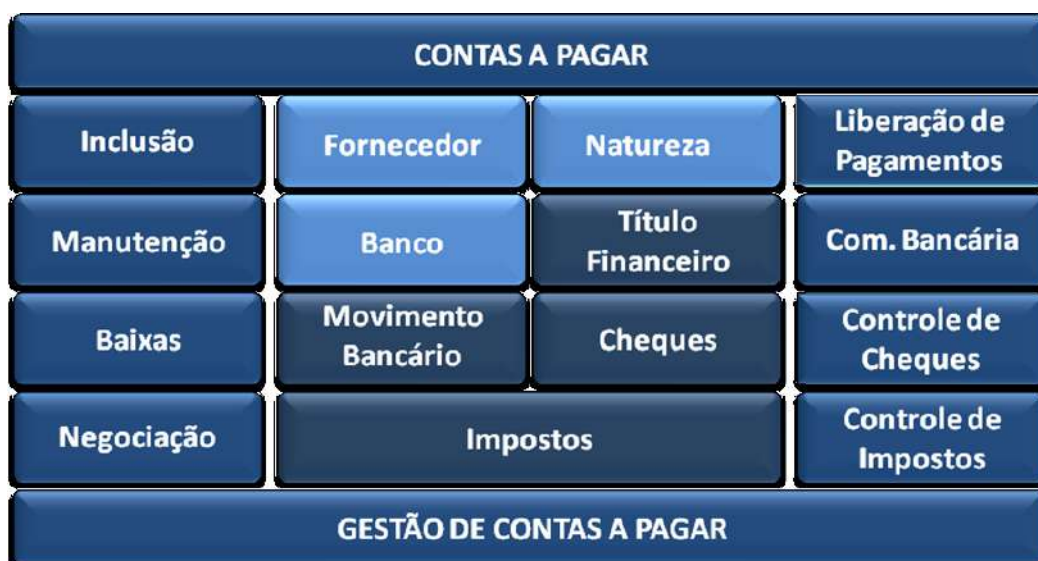 CONTAS A PAGAR
Inclusão
Fornecedor
Natureza
Liberação de
Pagamentos
Manutenção
Banco
Título
Financeiro
Com. Bancária
Baixas
Movimento
Bancário
Cheques
Controle de
Cheques
Negociação
Impostos
Controle de
Impostos
GESTÃO DE CONTAS A PAGAR